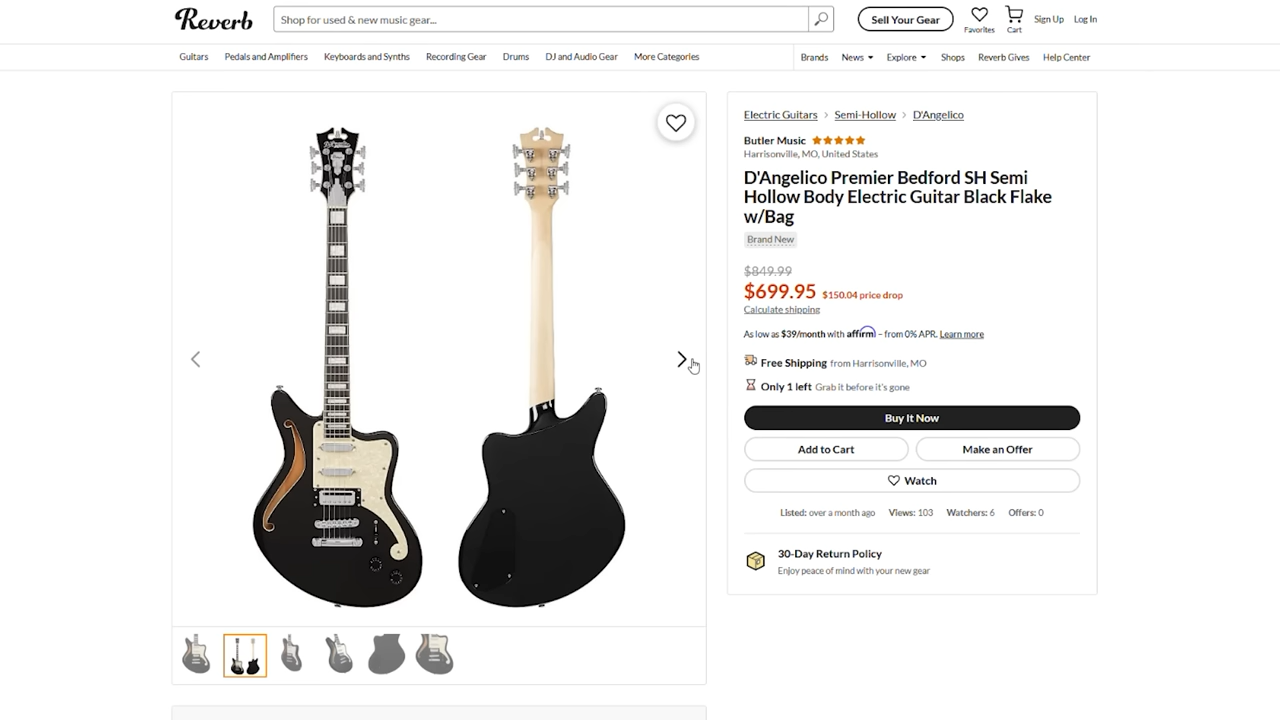 Reverb
Shop for used & new music gear...
Sell Your Gear
Favorites
Cart
Sign Up
Log In
Guitars
Pedals and Amplifiers
Keyboards and Synths
Recording Gear
Drums
DJ and Audio Gear
More Categories
Brands
News
Explore
Shops
Reverb Gives
Help Center
Electric Guitars > Semi-Hollow > D'Angelico
Butler Music
Harrisonville, MO, United States
D'Angelico Premier Bedford SH Semi
Hollow Body Electric Guitar Black Flake
w/Bag
Brand New
$849.99
$699.95 $150.04 price drop
Calculate shipping
As low as $39/month with affirm – from 0% APR. Learn more
Free Shipping from Harrisonville, MO
Only 1 left Grab it before it's gone
Buy It Now
Add to Cart
Make an Offer
Watch
Listed: over a month ago Views: 103 Watchers: 6 Offers: 0
30-Day Return Policy
Enjoy peace of mind with your new gear